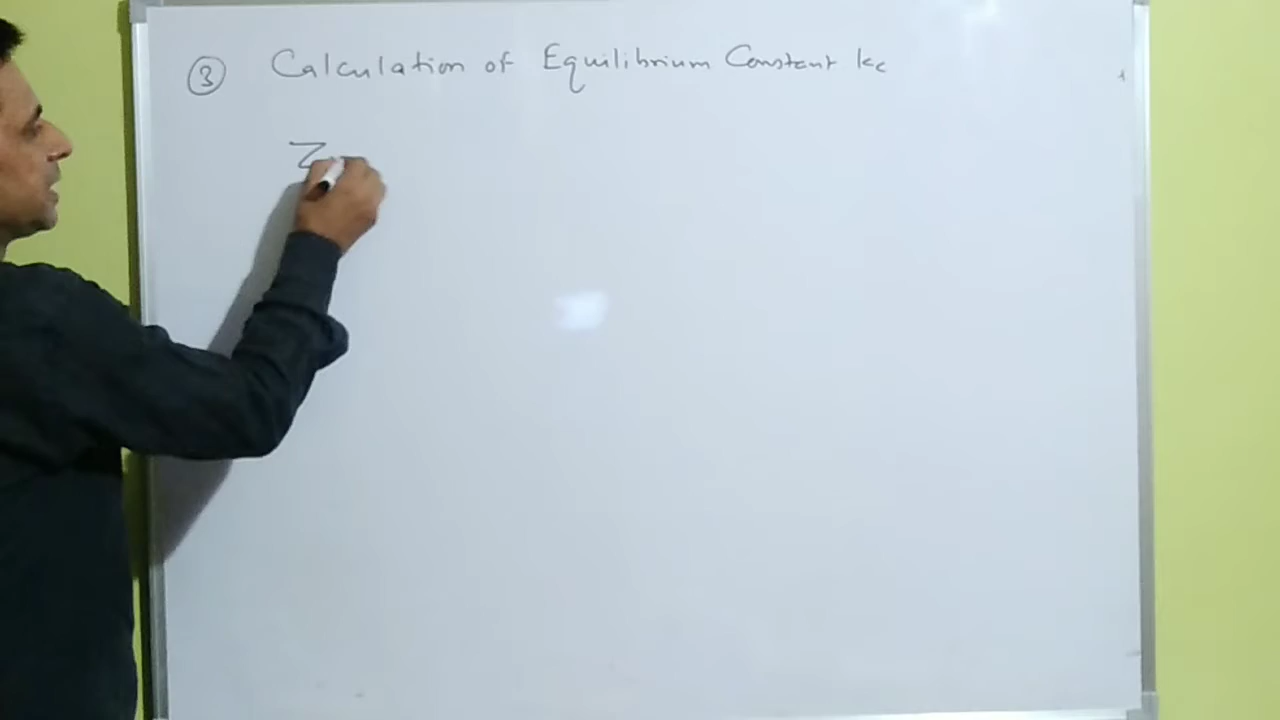 ③ Calculation of Equilibrium Constant Kc
Z